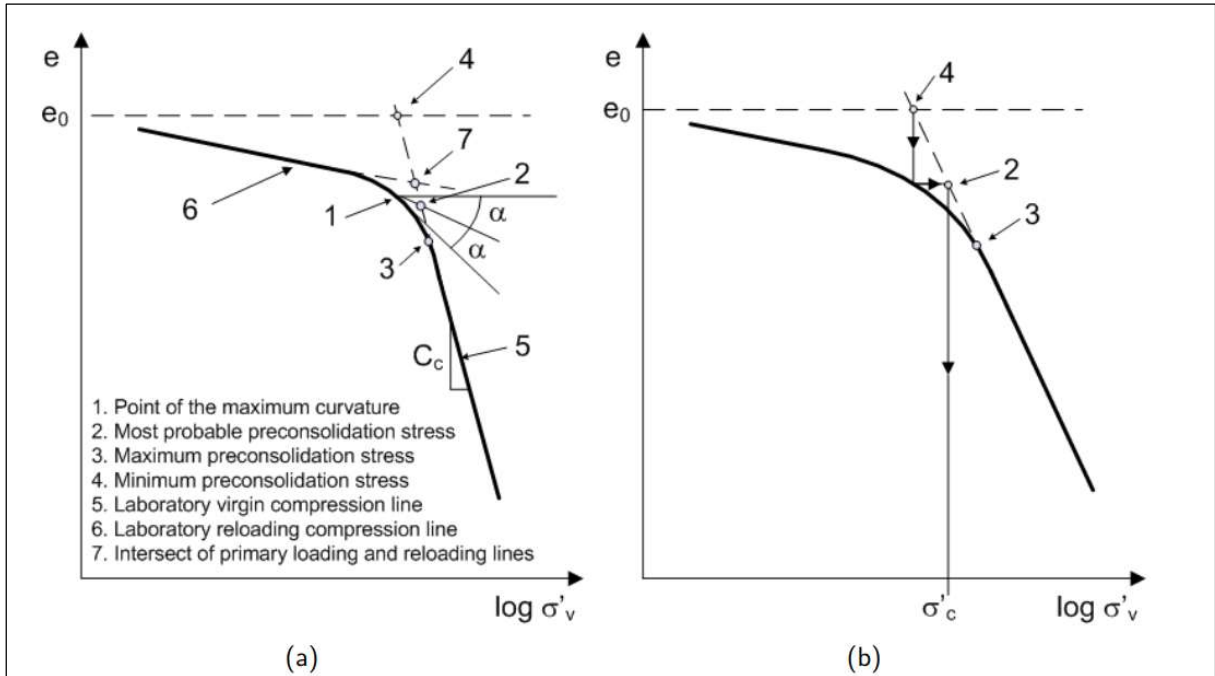 e
e₀
4
7
2
1
α
α
6
3
5
C_c
1. Point of the maximum curvature
2. Most probable preconsolidation stress
3. Maximum preconsolidation stress
4. Minimum preconsolidation stress
5. Laboratory virgin compression line
6. Laboratory reloading compression line
7. Intersect of primary loading and reloading lines
log σ'ᵥ
(a)
e
e₀
4
2
3
σ'_c
log σ'ᵥ
(b)